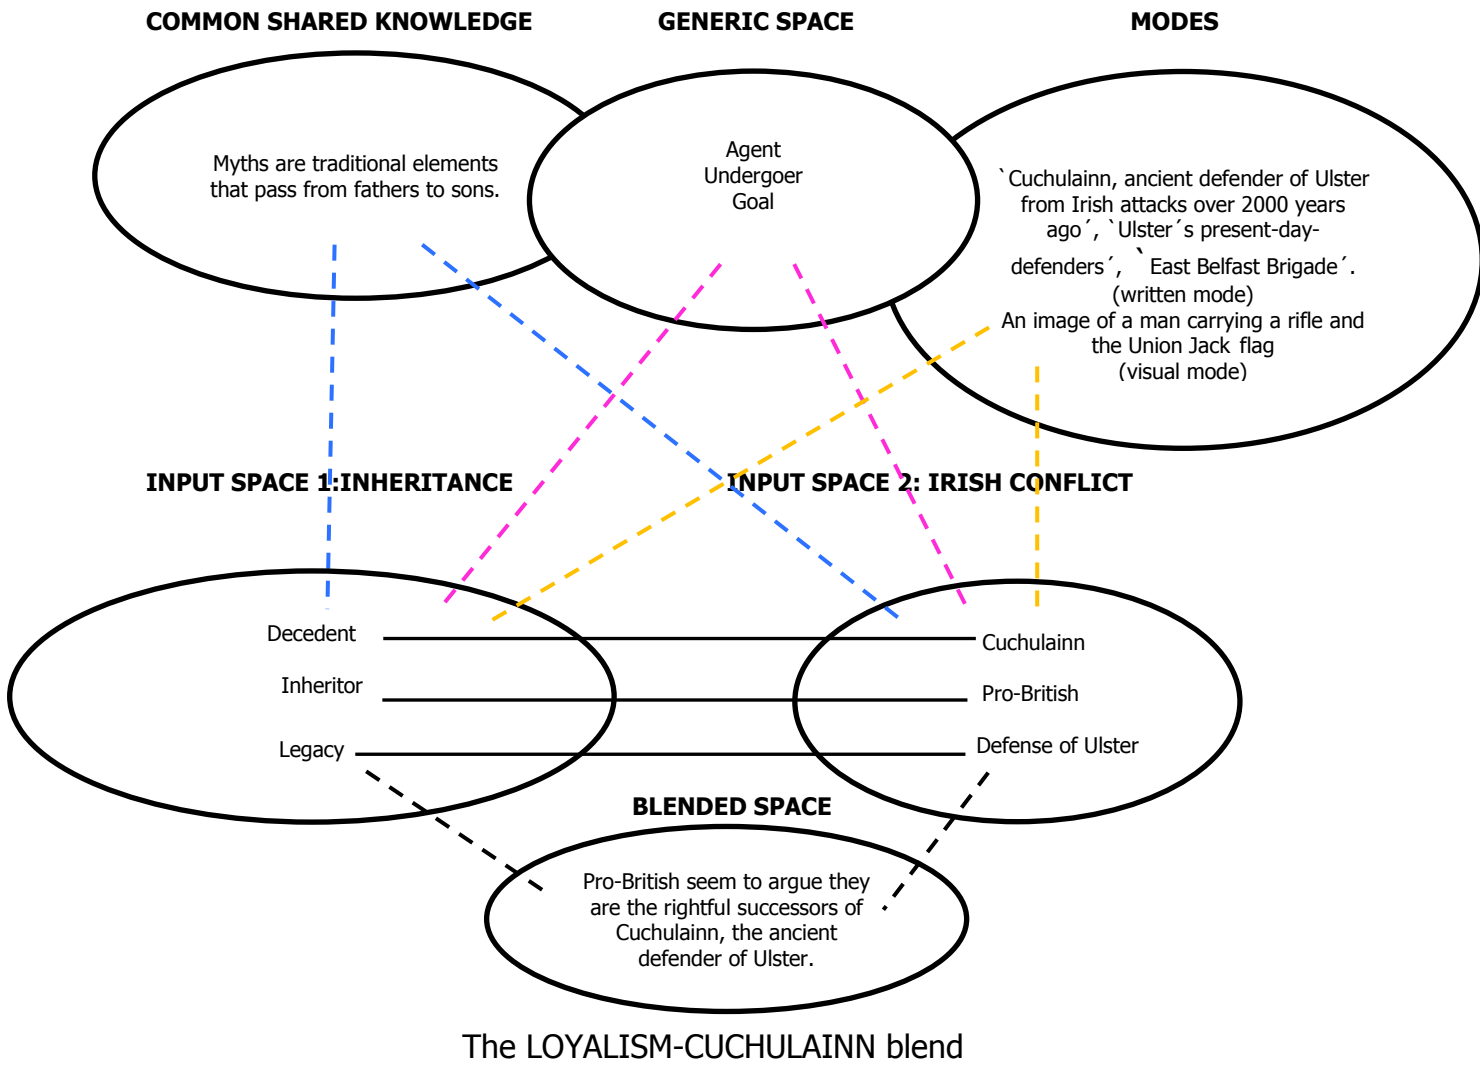 COMMON SHARED KNOWLEDGE
GENERIC SPACE
MODES
Myths are traditional elements
that pass from fathers to sons.
Agent
Undergoer
Goal
`Cuchulainn, ancient defender of Ulster
from Irish attacks over 2000 years
ago´, `Ulster´s present-day-
defenders´, `East Belfast Brigade´.
(written mode)
An image of a man carrying a rifle and
the Union Jack flag
(visual mode)
INPUT SPACE 1:INHERITANCE
INPUT SPACE 2: IRISH CONFLICT
Decedent
Inheritor
Legacy
Cuchulainn
Pro-British
Defense of Ulster
BLENDED SPACE
Pro-British seem to argue they
are the rightful successors of
Cuchulainn, the ancient
defender of Ulster.
The LOYALISM-CUCHULAINN blend